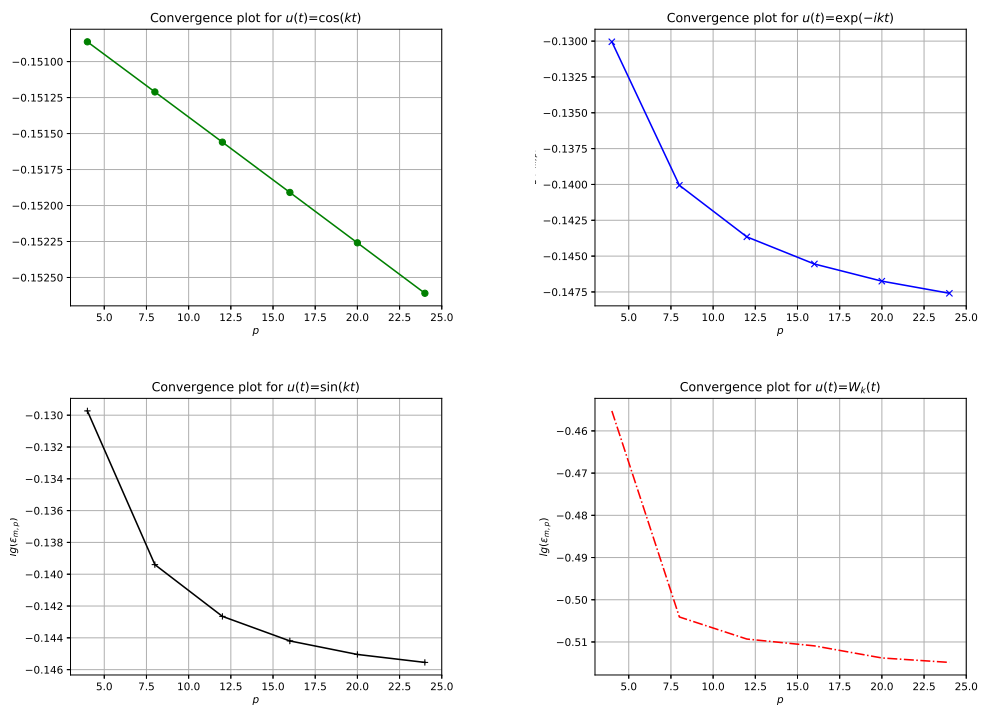 Convergence plot for u(t)=cos(kt)
−0.15100
−0.15125
−0.15150
−0.15175
−0.15200
−0.15225
−0.15250
5.0 7.5 10.0 12.5 15.0 17.5 20.0 22.5 25.0
p
Convergence plot for u(t)=exp(−ikt)
−0.1300
−0.1325
−0.1350
−0.1375
−0.1400
−0.1425
−0.1450
−0.1475
5.0 7.5 10.0 12.5 15.0 17.5 20.0 22.5 25.0
p
Convergence plot for u(t)=sin(kt)
lg(ε_{m,p})
−0.130
−0.132
−0.134
−0.136
−0.138
−0.140
−0.142
−0.144
−0.146
5.0 7.5 10.0 12.5 15.0 17.5 20.0 22.5 25.0
p
Convergence plot for u(t)=W_k(t)
lg(ε_{m,p})
−0.46
−0.47
−0.48
−0.49
−0.50
−0.51
5.0 7.5 10.0 12.5 15.0 17.5 20.0 22.5 25.0
p